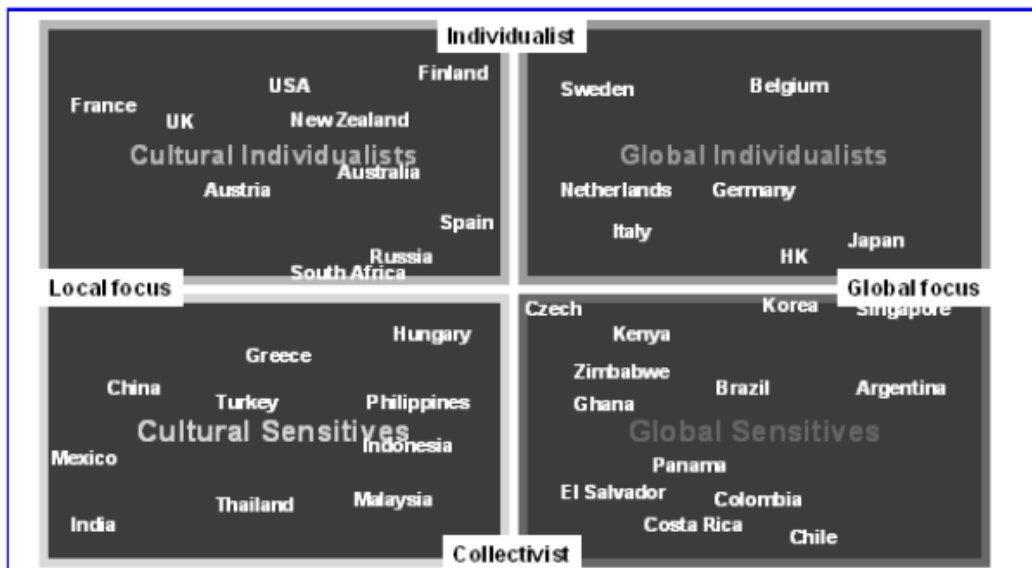 Individualist
Finland
USA
Sweden
Belgium
France
UK
New Zealand
Cultural Individualists
Global Individualists
Australia
Austria
Netherlands
Germany
Spain
Italy
Japan
Russia
HK
South Africa
Local focus
Global focus
Czech
Korea
Singapore
Hungary
Kenya
Greece
Zimbabwe
China
Brazil
Argentina
Turkey
Philippines
Ghana
Cultural Sensitives
Global Sensitives
Indonesia
Mexico
Panama
El Salvador
Malaysia
Colombia
Thailand
India
Costa Rica
Chile
Collectivist